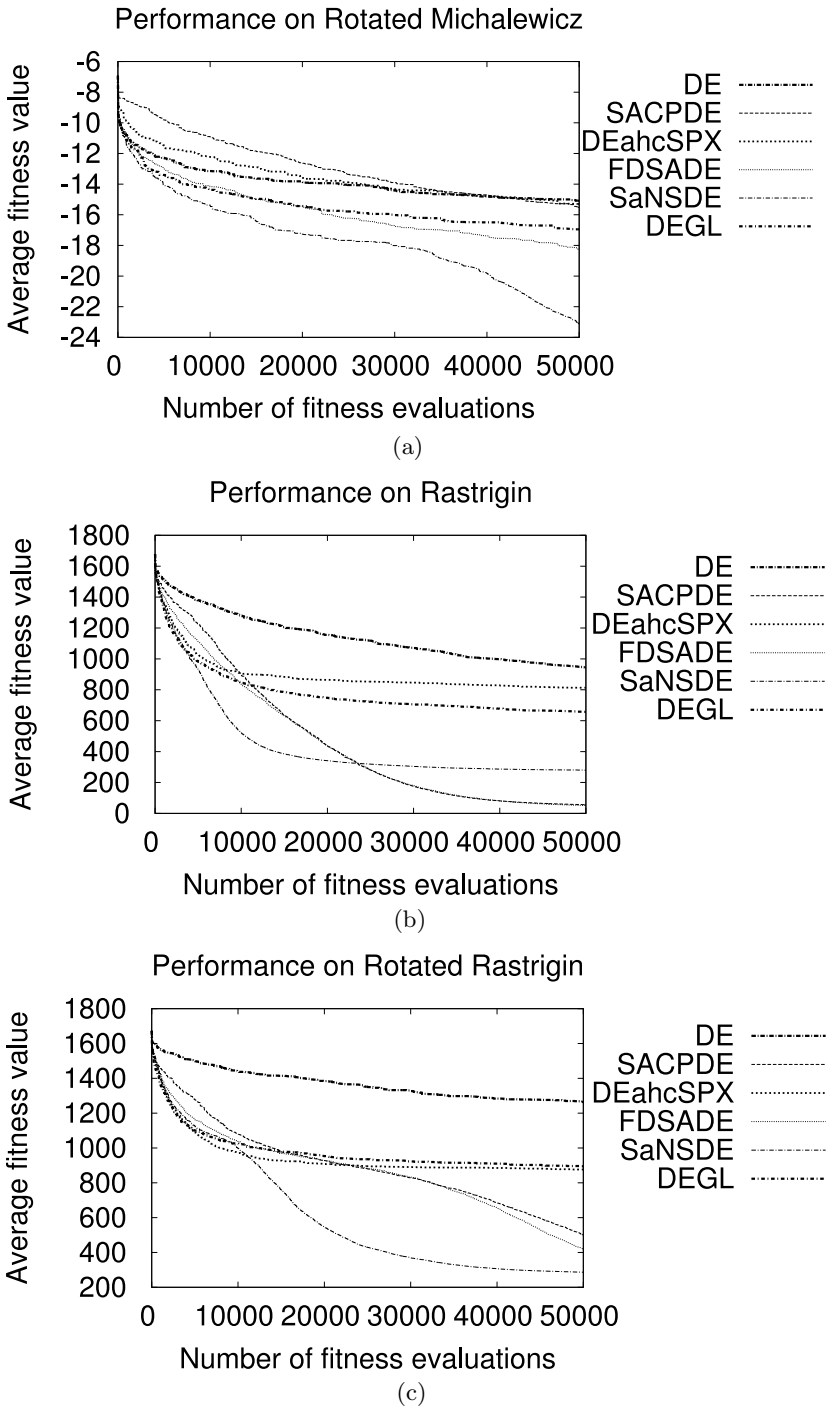 Performance on Rotated Michalewicz
Average fitness value
-6
-8
-10
-12
-14
-16
-18
-20
-22
-24
0 10000 20000 30000 40000 50000
Number of fitness evaluations
DE
SACPDE
DEahcSPX
FDSADE
SaNSDE
DEGL
(a)
Performance on Rastrigin
Average fitness value
1800
1600
1400
1200
1000
800
600
400
200
0
0 10000 20000 30000 40000 50000
Number of fitness evaluations
DE
SACPDE
DEahcSPX
FDSADE
SaNSDE
DEGL
(b)
Performance on Rotated Rastrigin
Average fitness value
1800
1600
1400
1200
1000
800
600
400
200
0 10000 20000 30000 40000 50000
Number of fitness evaluations
DE
SACPDE
DEahcSPX
FDSADE
SaNSDE
DEGL
(c)